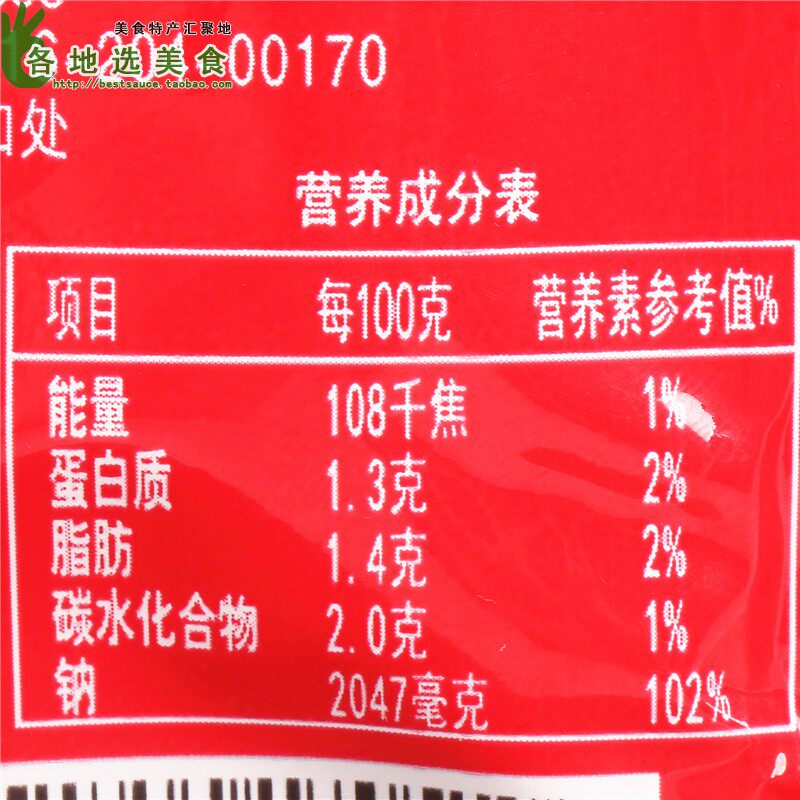 美食特产汇聚地
各地选美食
http://bestsauce.taobao.com
00170
处
营养成分表
项目 每100克 营养素参考值%
能量 108千焦 1%
蛋白质 1.3克 2%
脂肪 1.4克 2%
碳水化合物 2.0克 1%
钠 2047毫克 102%